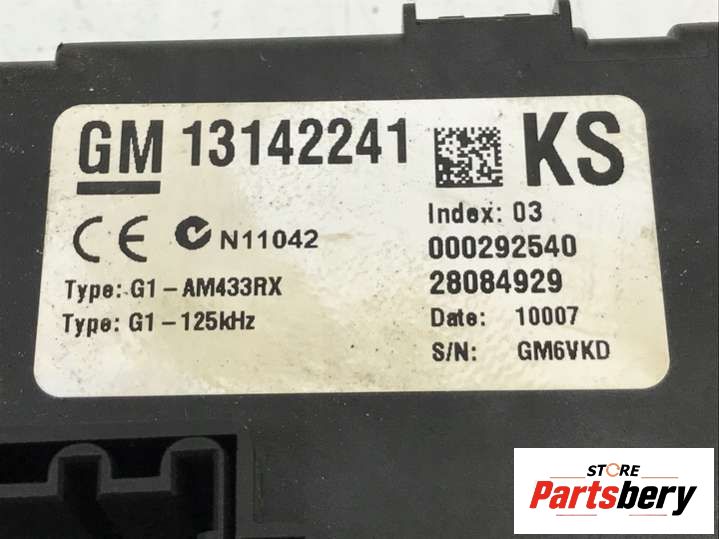 GM 13142241 KS
Index: 03
CE N11042 000292540
Type: G1-AM433RX 28084929
Type: G1-125kHz Date: 10007
S/N: GM6VKD
STORE
Partsbery